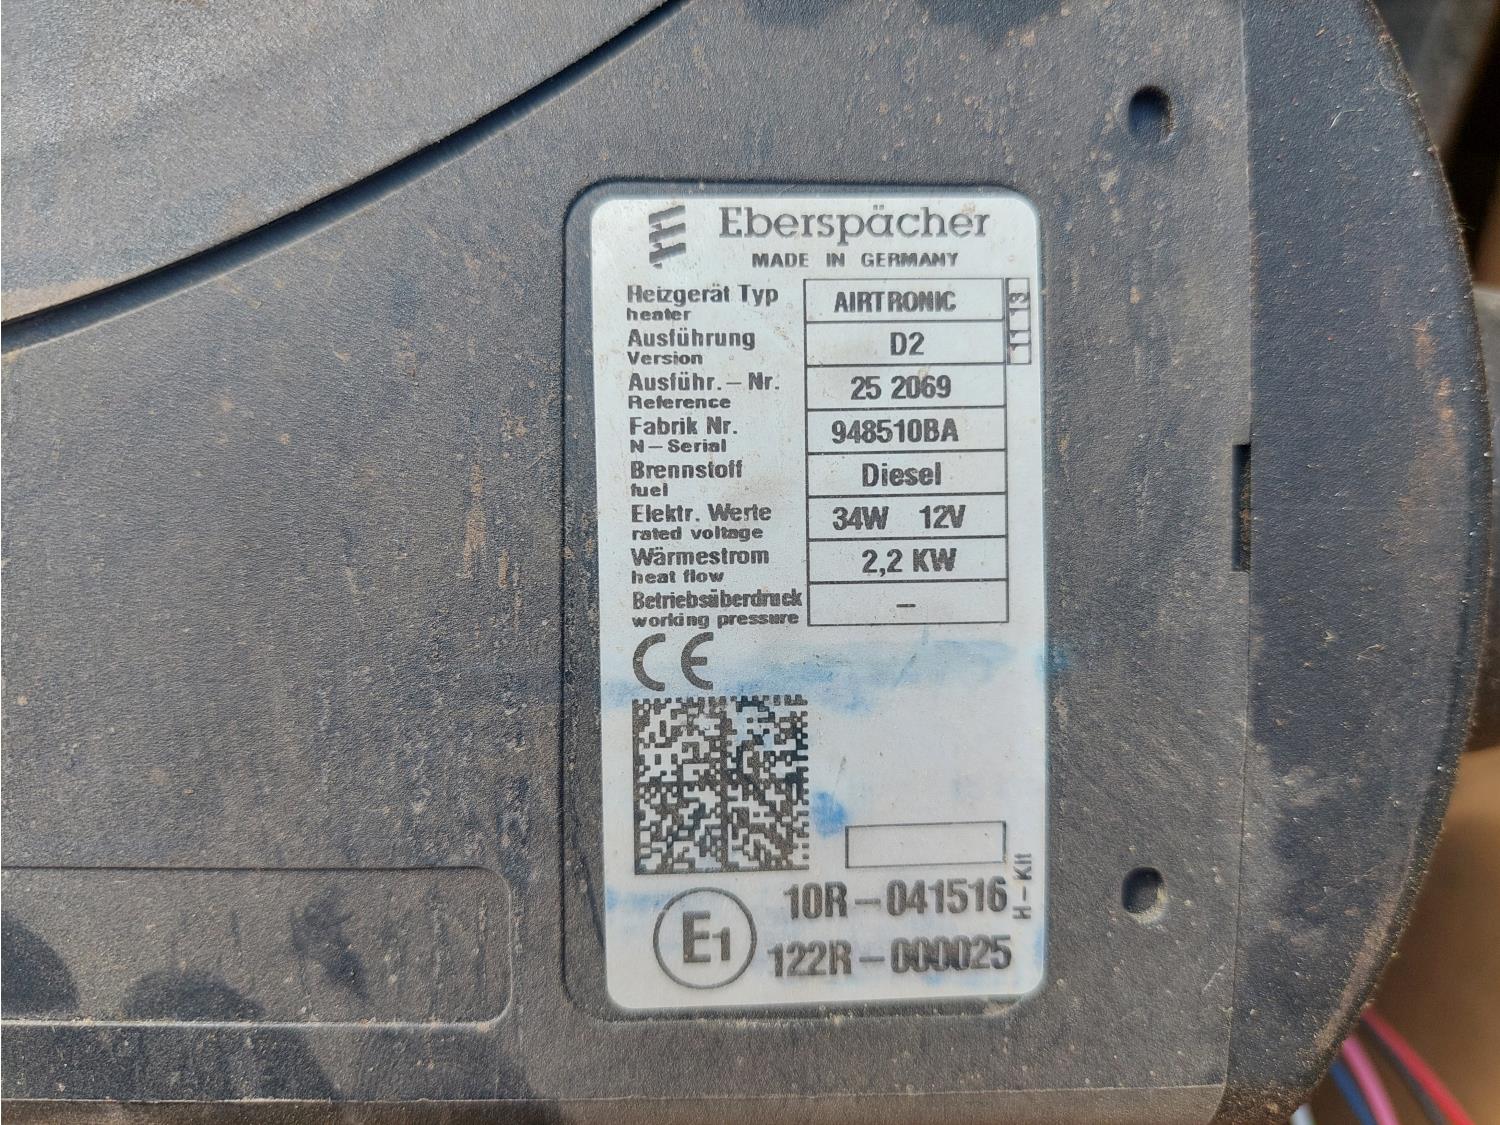 Eberspächer
MADE IN GERMANY
Heizgerät Typ AIRTRONIC
heater
11 13
Ausführung D2
Version
Ausführ.-Nr. 25 2069
Reference
Fabrik Nr. 948510BA
N-Serial
Brennstoff Diesel
fuel
Elektr. Werte 34W 12V
rated voltage
Wärmestrom 2,2 KW
heat flow
Betriebsüberdruck –
working pressure
CE
H-Kit
E1 10R-041516
122R-000025